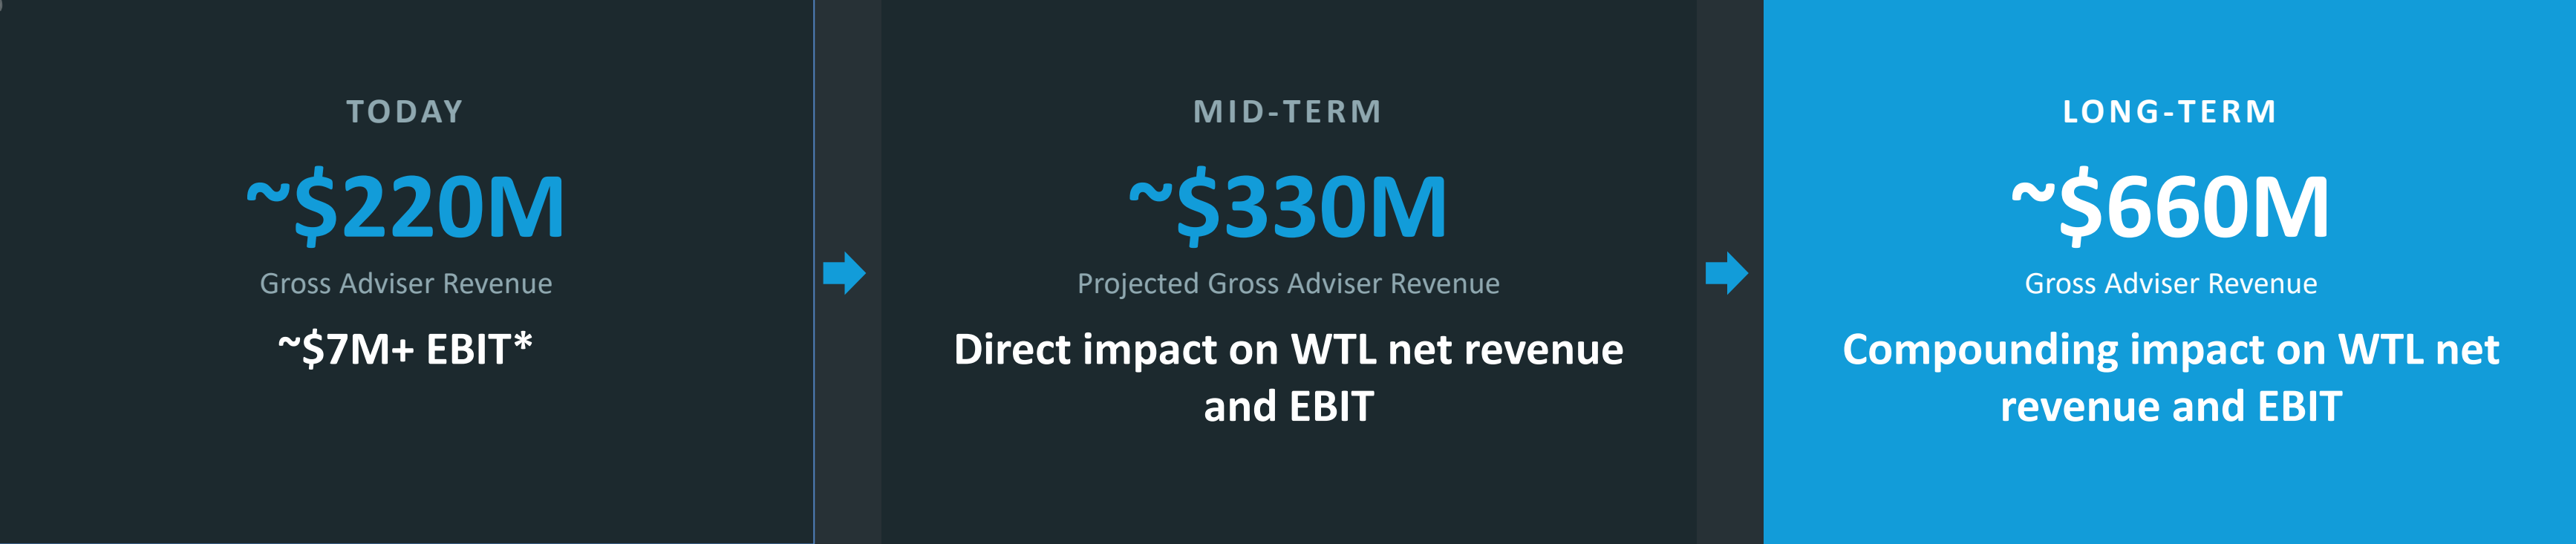 TODAY
~$220M
Gross Adviser Revenue
~$7M+ EBIT*
MID-TERM
~$330M
Projected Gross Adviser Revenue
Direct impact on WTL net revenue
and EBIT
LONG-TERM
~$660M
Gross Adviser Revenue
Compounding impact on WTL net
revenue and EBIT